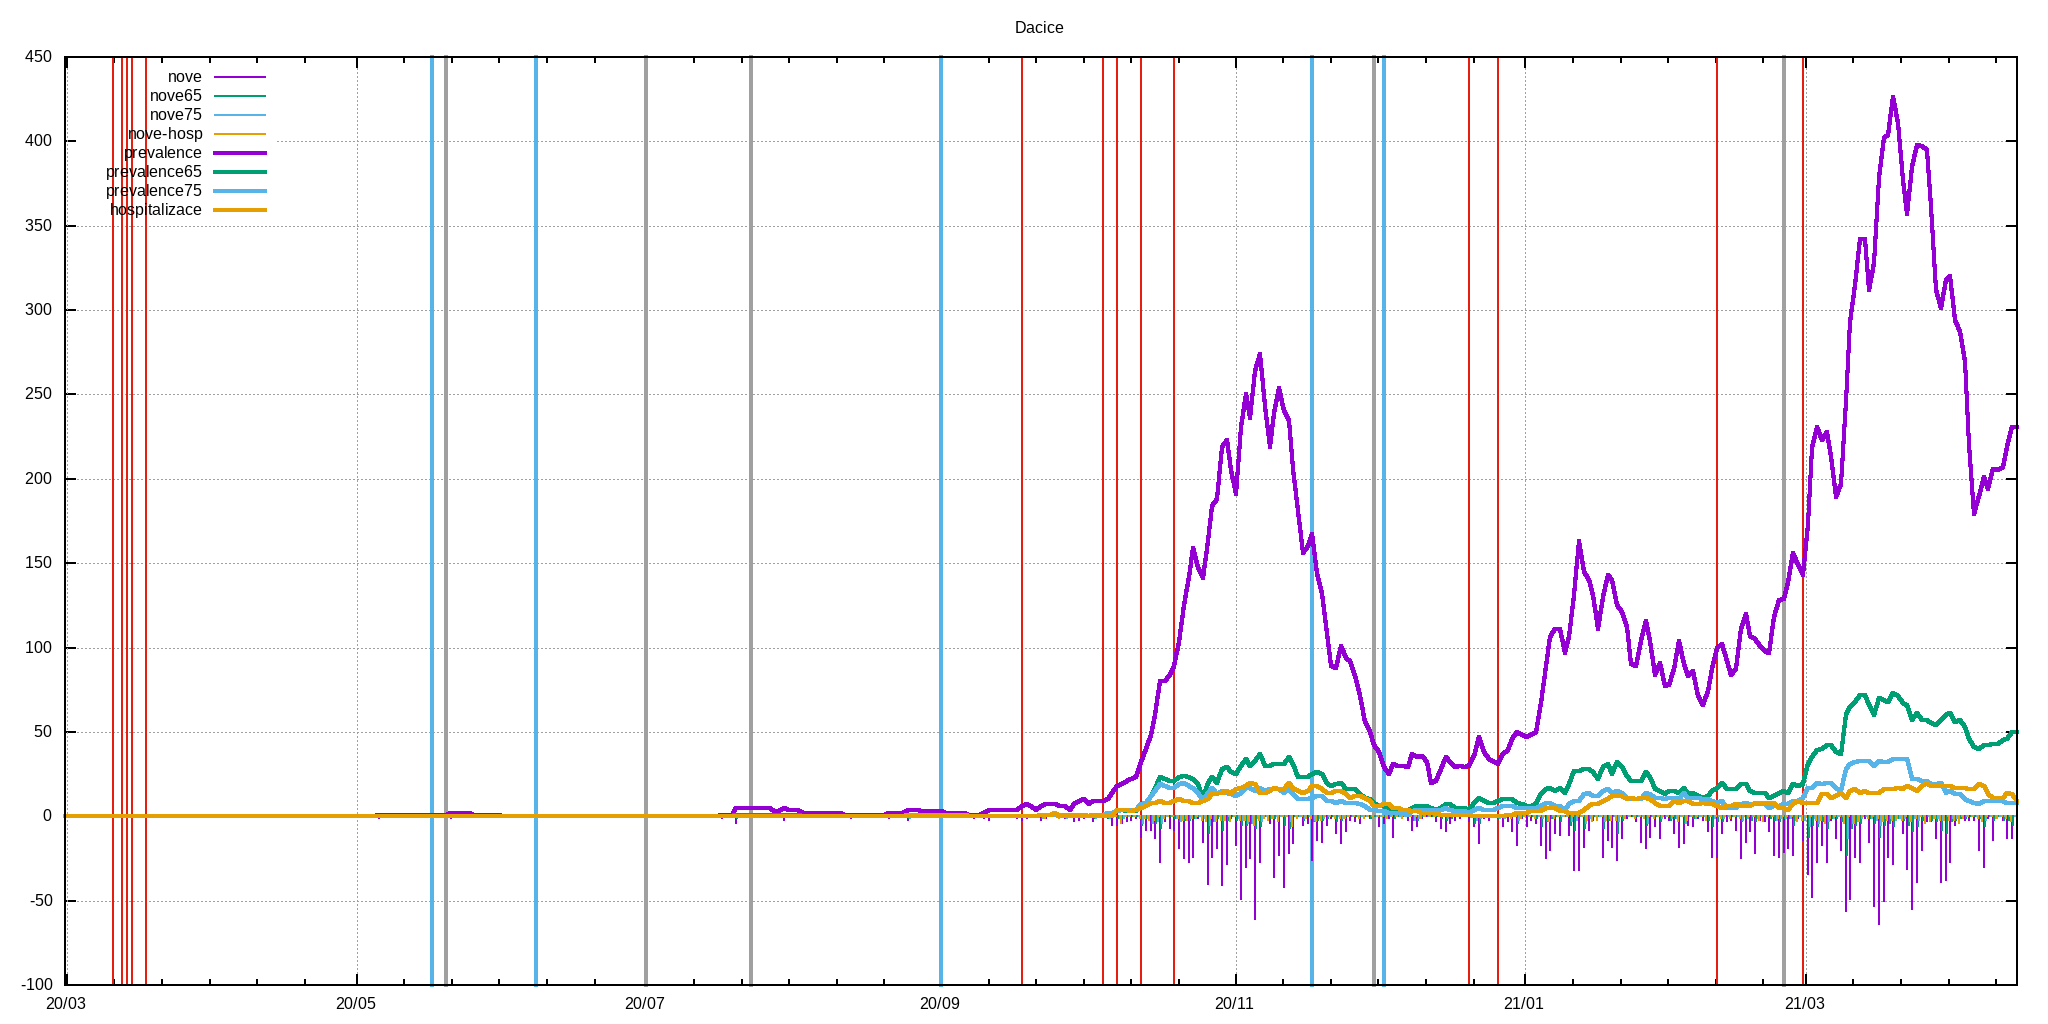 Dacice
450
400
350
300
250
200
150
100
50
0
-50
-100
nove
nove65
nove75
nove-hosp
prevalence
prevalence65
prevalence75
hospitalizace
20/03 20/05 20/07 20/09 20/11 21/01 21/03